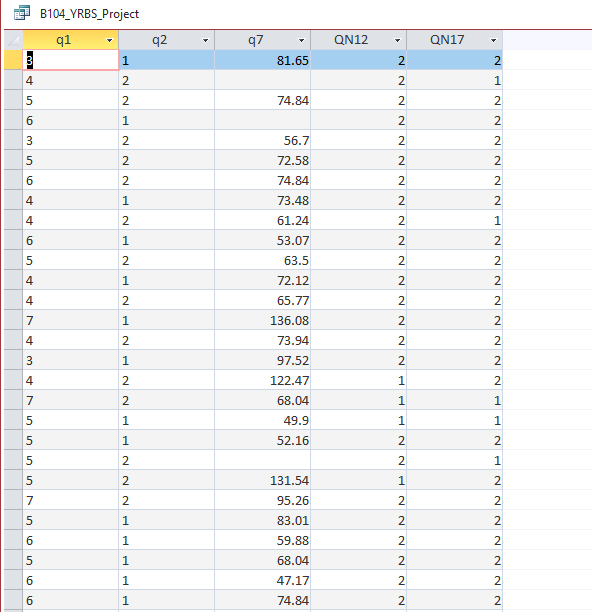 B104_YRBS_Project
q1 q2 q7 QN12 QN17
3 1 81.65 2 2
4 2 2 1
5 2 74.84 2 2
6 1 2 2
3 2 56.7 2 2
5 2 72.58 2 2
6 2 74.84 2 2
4 1 73.48 2 2
4 2 61.24 2 1
6 1 53.07 2 2
5 2 63.5 2 2
4 1 72.12 2 2
4 2 65.77 2 2
7 1 136.08 2 2
4 2 73.94 2 2
3 1 97.52 2 2
4 2 122.47 1 2
7 2 68.04 1 1
5 1 49.9 1 1
5 1 52.16 2 2
5 2 2 1
5 2 131.54 1 2
7 2 95.26 2 2
5 1 83.01 2 2
6 1 59.88 2 2
5 1 68.04 2 2
6 1 47.17 2 2
6 1 74.84 2 2